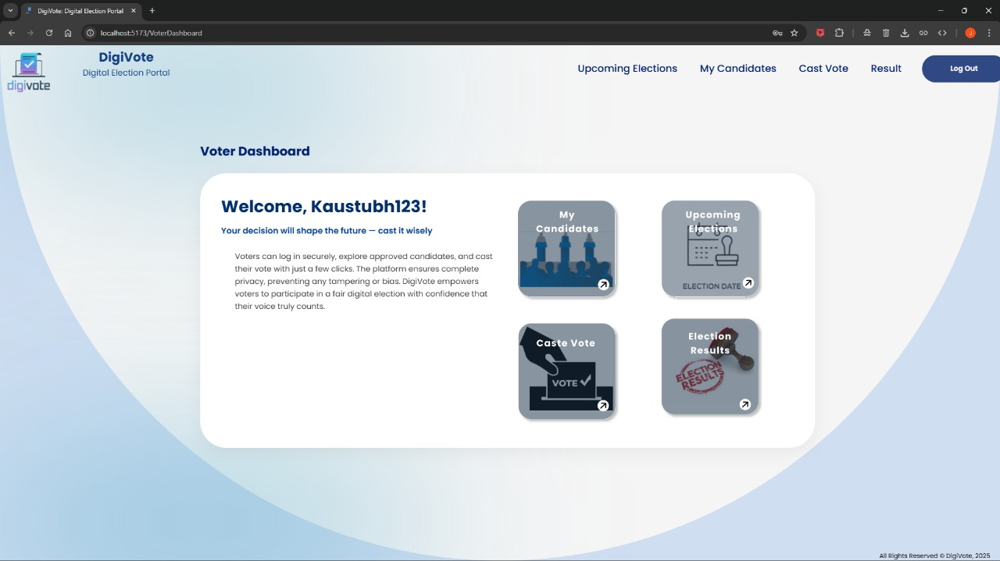 DigiVote: Digital Election Portal
localhost:5173/VoterDashboard
J
digivote
DigiVote
Digital Election Portal
Upcoming Elections
My Candidates
Cast Vote
Result
Log Out
Voter Dashboard
Welcome, Kaustubh123!
Your decision will shape the future — cast it wisely
Voters can log in securely, explore approved candidates, and cast
their vote with just a few clicks. The platform ensures complete
privacy, preventing any tampering or bias. DigiVote empowers
voters to participate in a fair digital election with confidence that
their voice truly counts.
My
Candidates
Upcoming
Elections
ELECTION DATE
Caste Vote
VOTE
Election
Results
ELECTION
RESULTS
All Rights Reserved © DigiVote, 2025